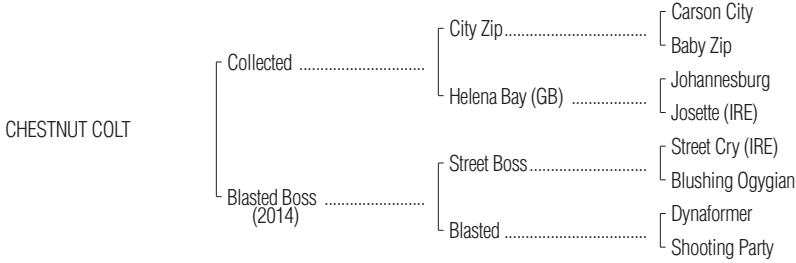 Carson City
City Zip
Baby Zip
Collected
Johannesburg
Helena Bay (GB)
Josette (IRE)
CHESTNUT COLT
Street Cry (IRE)
Street Boss
Blushing Ogygian
Blasted Boss
(2014)
Dynaformer
Blasted
Shooting Party